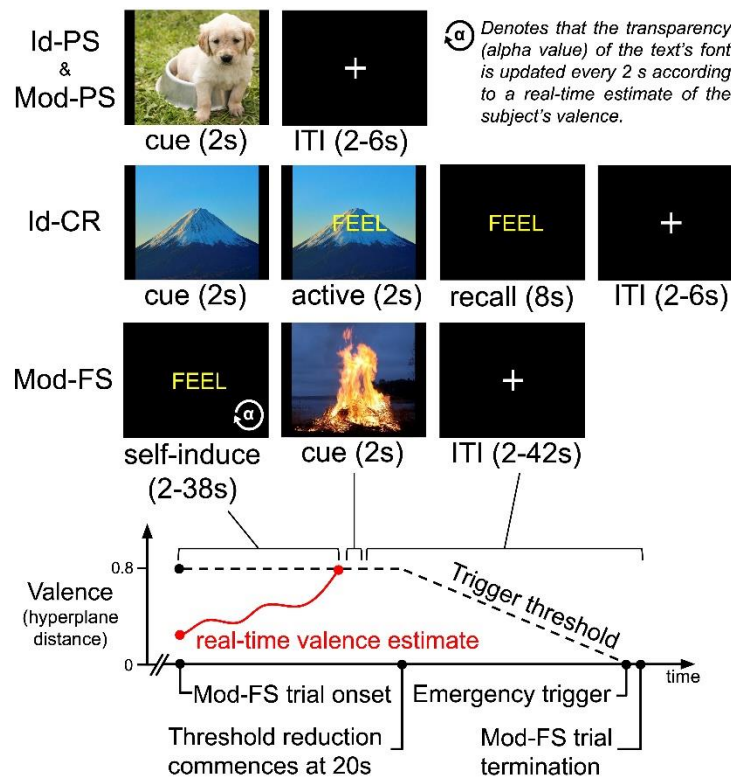 Id-PS
&
Mod-PS
cue (2s)
ITI (2-6s)
α
Denotes that the transparency
(alpha value) of the text's font
is updated every 2 s according
to a real-time estimate of the
subject's valence.
Id-CR
FEEL
FEEL
cue (2s)
active (2s)
recall (8s)
ITI (2-6s)
Mod-FS
FEEL
α
self-induce
(2-38s)
cue (2s)
ITI (2-42s)
Valence
(hyperplane
distance)
0.8
0
real-time valence estimate
Trigger threshold
time
Mod-FS trial onset
Emergency trigger
Threshold reduction
commences at 20s
Mod-FS trial
termination